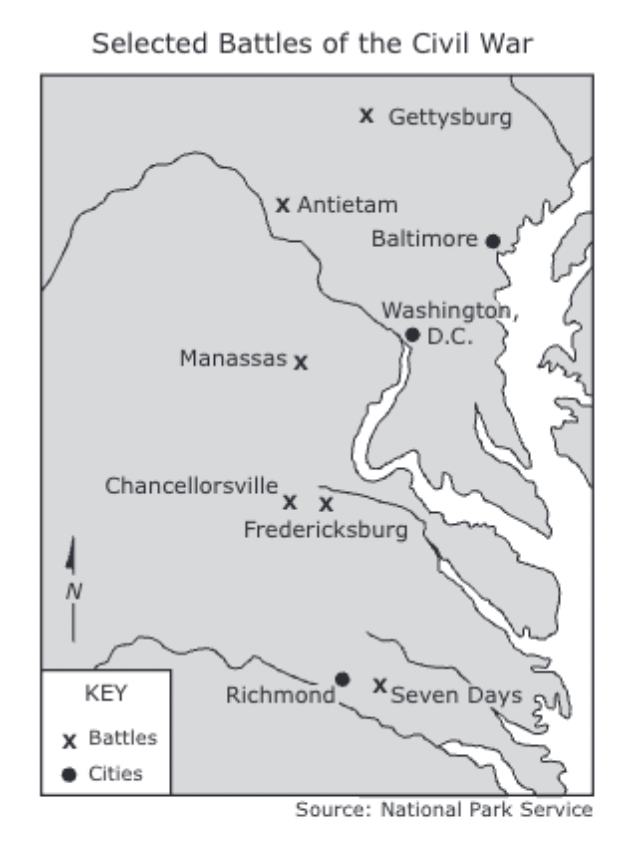 Selected Battles of the Civil War
x Gettysburg
x Antietam
Baltimore
Washington,
D.C.
Manassas x
Chancellorsville
x x
Fredericksburg
N
Richmond
x Seven Days
KEY
x Battles
Cities
Source: National Park Service